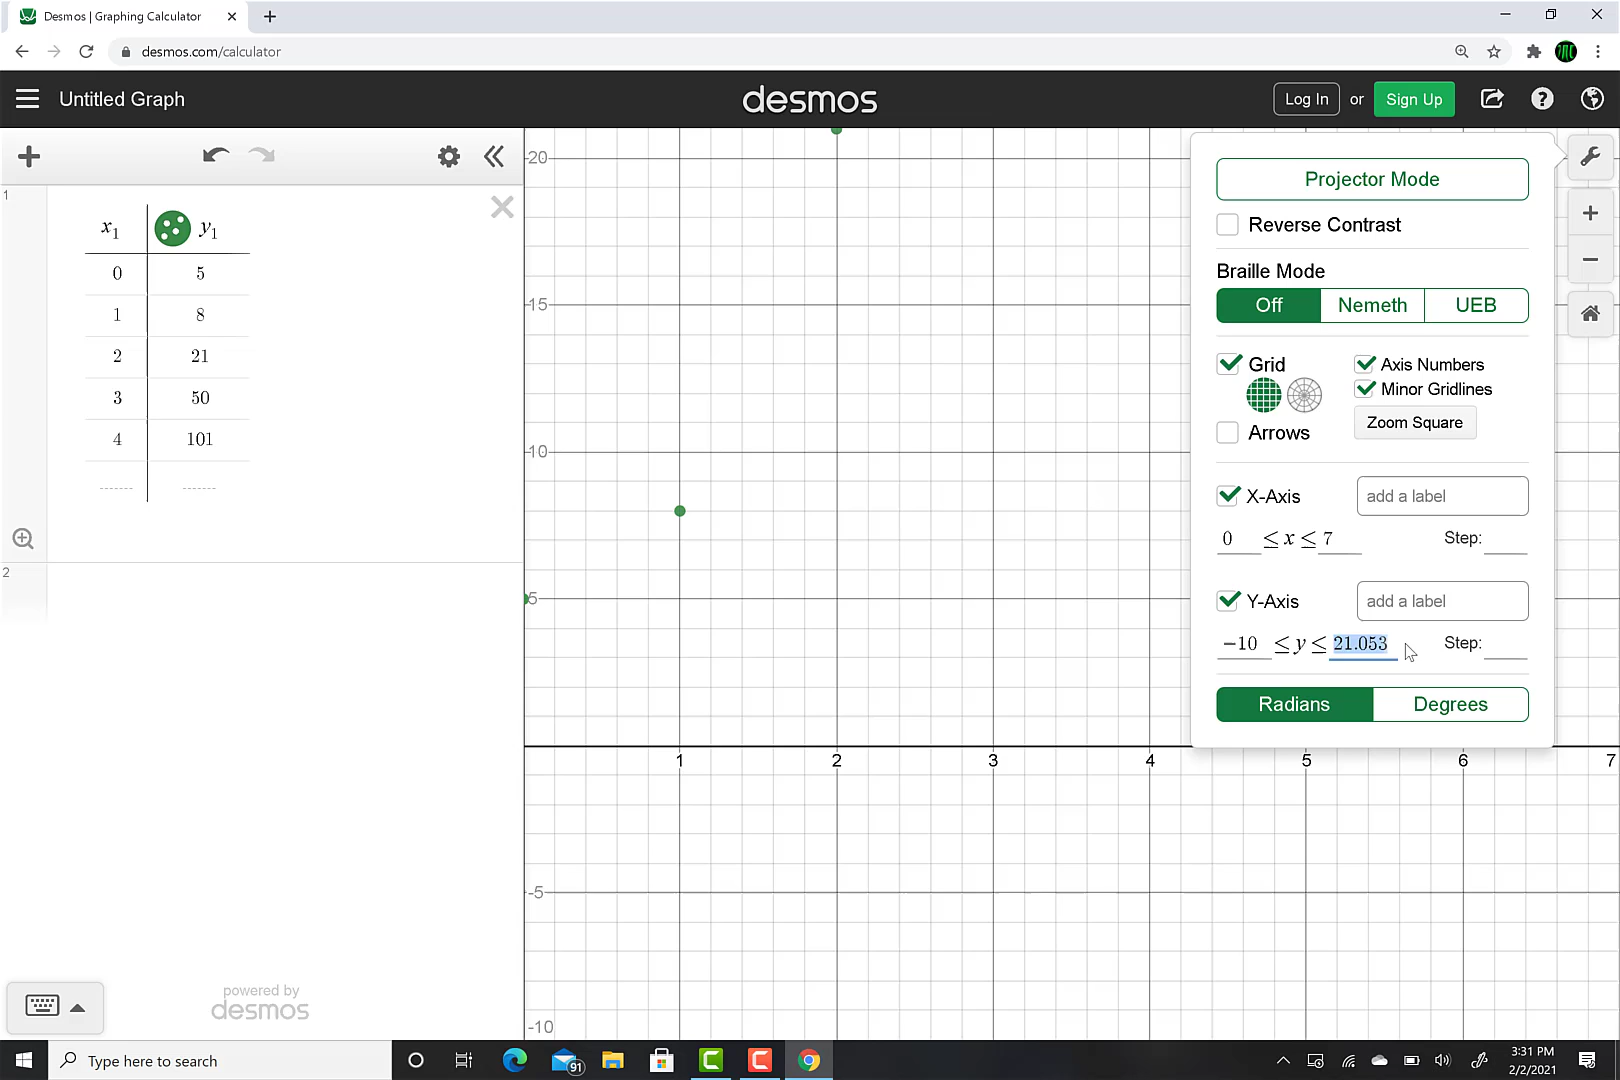 Desmos | Graphing Calculator
desmos.com/calculator
Untitled Graph
desmos
Log In or Sign Up
1
x₁ y₁
0 5
1 8
2 21
3 50
4 101
2
powered by
desmos
20
15
10
5
-5
-10
1 2 3 4 5 6 7
Projector Mode
Reverse Contrast
Braille Mode
Off Nemeth UEB
Grid
Axis Numbers
Minor Gridlines
Arrows
Zoom Square
X-Axis add a label
0 ≤ x ≤ 7 Step:
Y-Axis add a label
−10 ≤ y ≤ 21.053 Step:
Radians Degrees
Type here to search
91
3:31 PM
2/2/2021